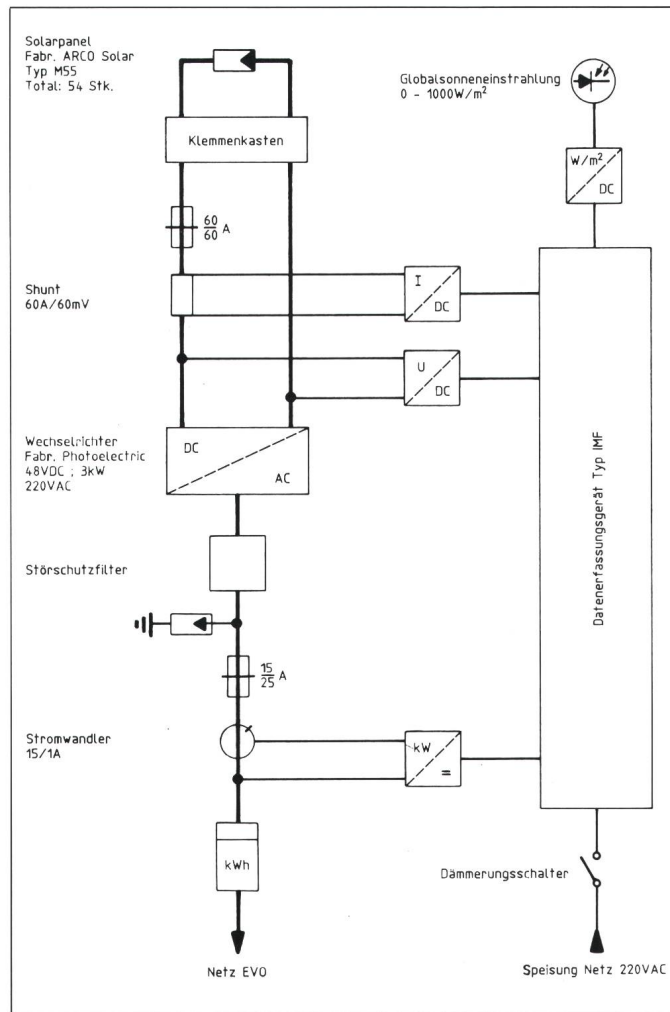 Solarpanel
Fabr. ARCO Solar
Typ M55
Total: 54 Stk.
Globalsonneneinstrahlung
0 - 1000W/m²
Klemmenkasten
W/m²
DC
60
60 A
Shunt
60A/60mV
I
DC
U
DC
Wechselrichter
Fabr. Photoelectric
48VDC ; 3kW
220VAC
DC
AC
Datenerfassungsgerät Typ IMF
Störschutzfilter
15
25 A
Stromwandler
15/1A
kW
=
kWh
Dämmerungsschalter
Netz EVO
Speisung Netz 220VAC